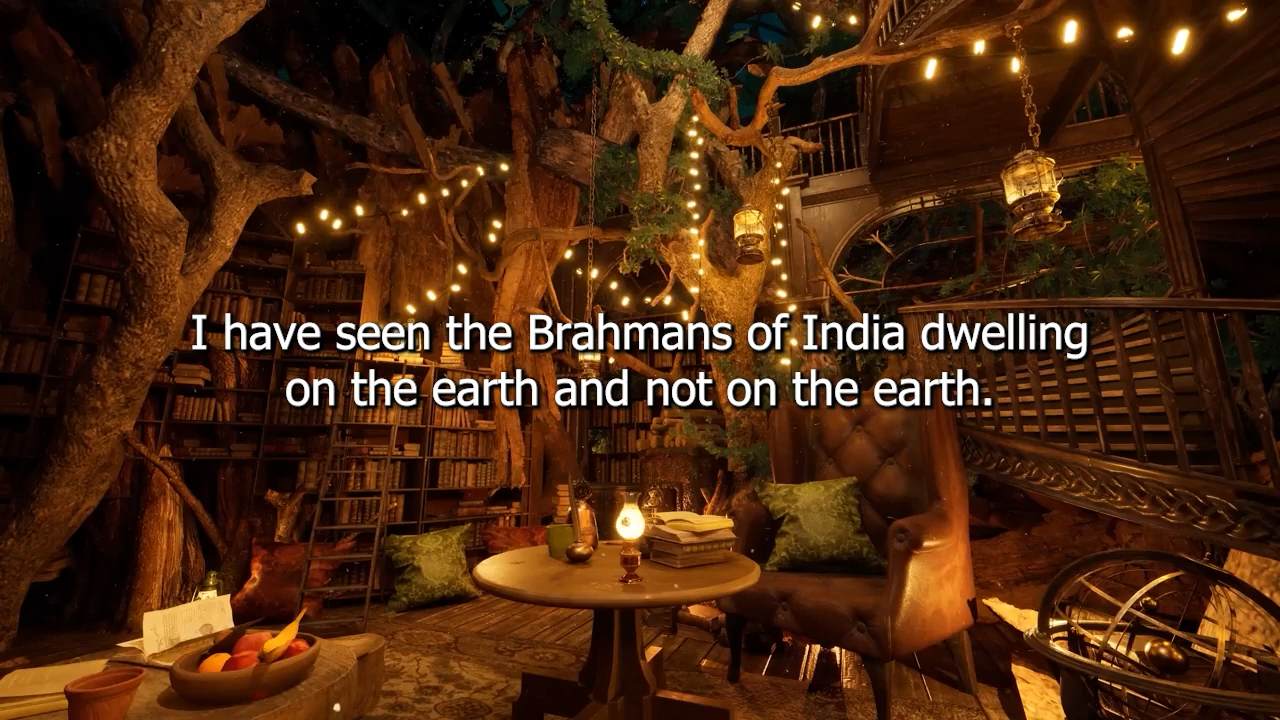 I have seen the Brahmans of India dwelling
on the earth and not on the earth.